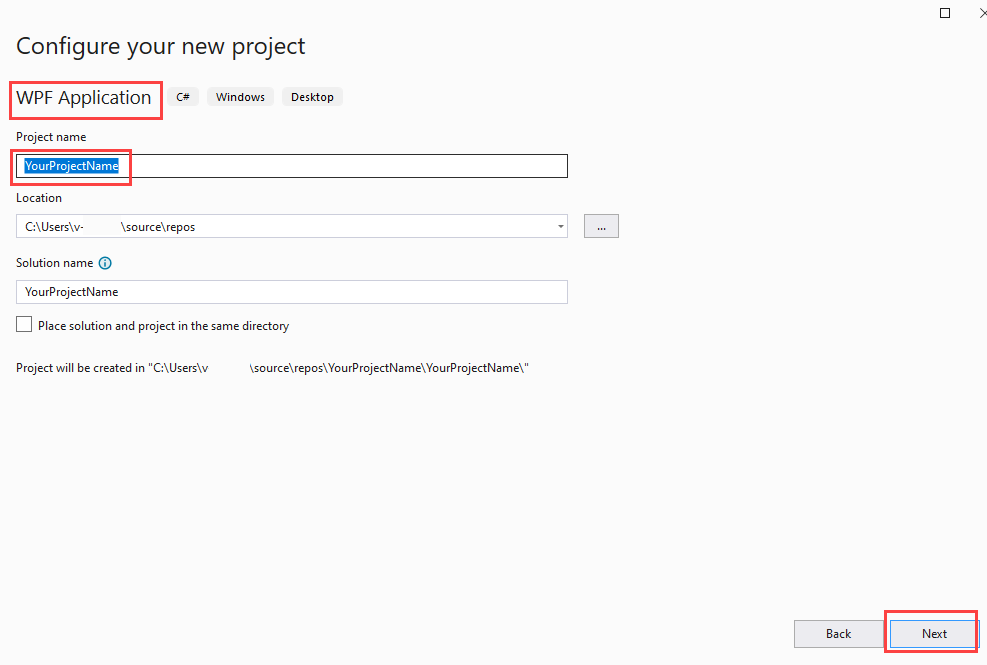 Configure your new project
WPF Application C# Windows Desktop
Project name
YourProjectName
Location
C:\Users\v- \source\repos
...
Solution name
YourProjectName
Place solution and project in the same directory
Project will be created in "C:\Users\v \source\repos\YourProjectName\YourProjectName\"
Back Next